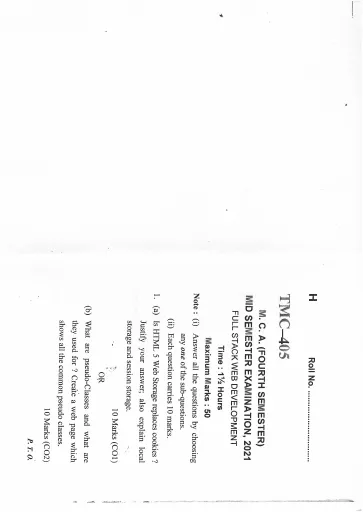 H
Roll No. ........................................
TMC–405
M. C. A. (FOURTH SEMESTER)
MID SEMESTER EXAMINATION, 2021
FULL STACK WEB DEVELOPMENT
Time : 1½ Hours
Maximum Marks : 50
Note : (i) Answer all the questions by choosing
any one of the sub-questions.
(ii) Each question carries 10 marks.
1. (a) Is HTML 5 Web Storage replaces cookies ?
Justify your answer, also explain local
storage and session storage.
10 Marks (CO1)
OR
(b) What are pseudo-Classes and what are
they used for ? Create a web page which
shows all the common pseudo classes.
10 Marks (CO2)
P. T. O.